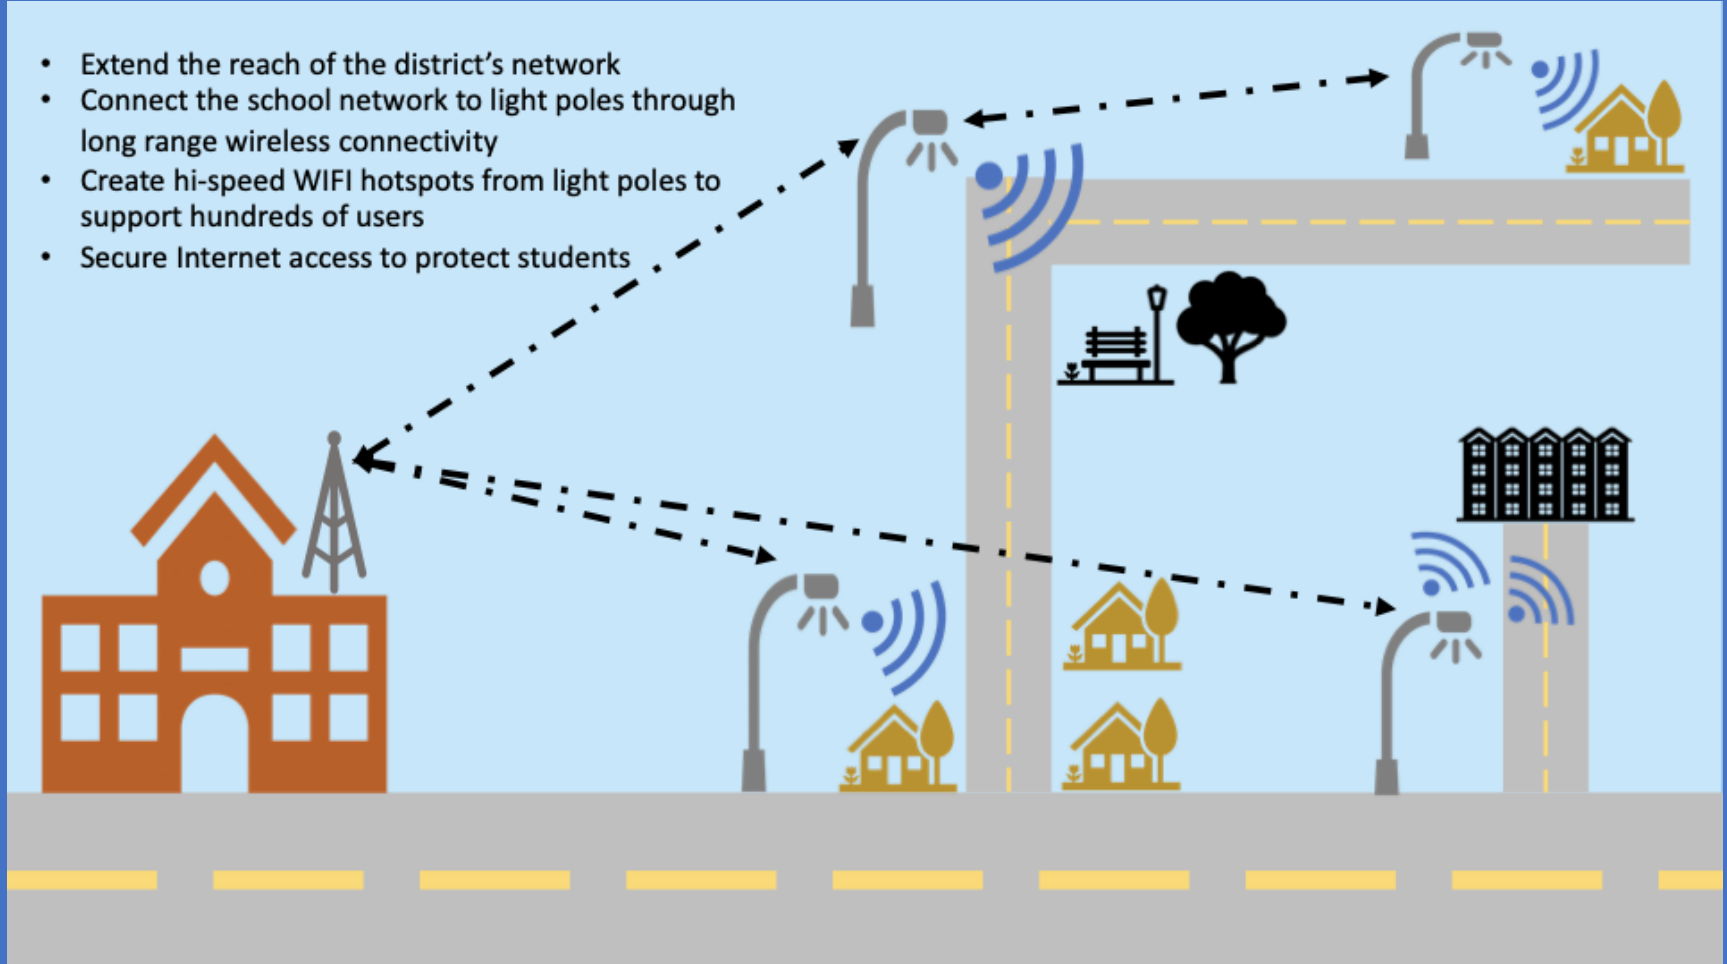 • Extend the reach of the district's network
• Connect the school network to light poles through
long range wireless connectivity
• Create hi-speed WIFI hotspots from light poles to
support hundreds of users
• Secure Internet access to protect students